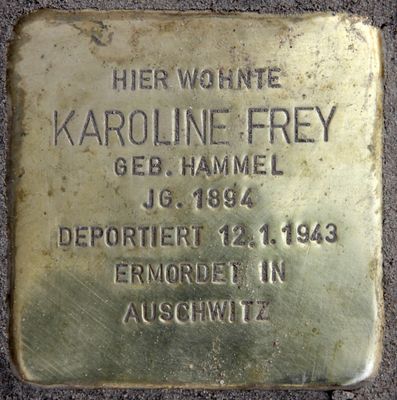 HIER WOHNTE
KAROLINE FREY
GEB. HAMMEL
JG. 1894
DEPORTIERT 12.1.1943
ERMORDET IN
AUSCHWITZ